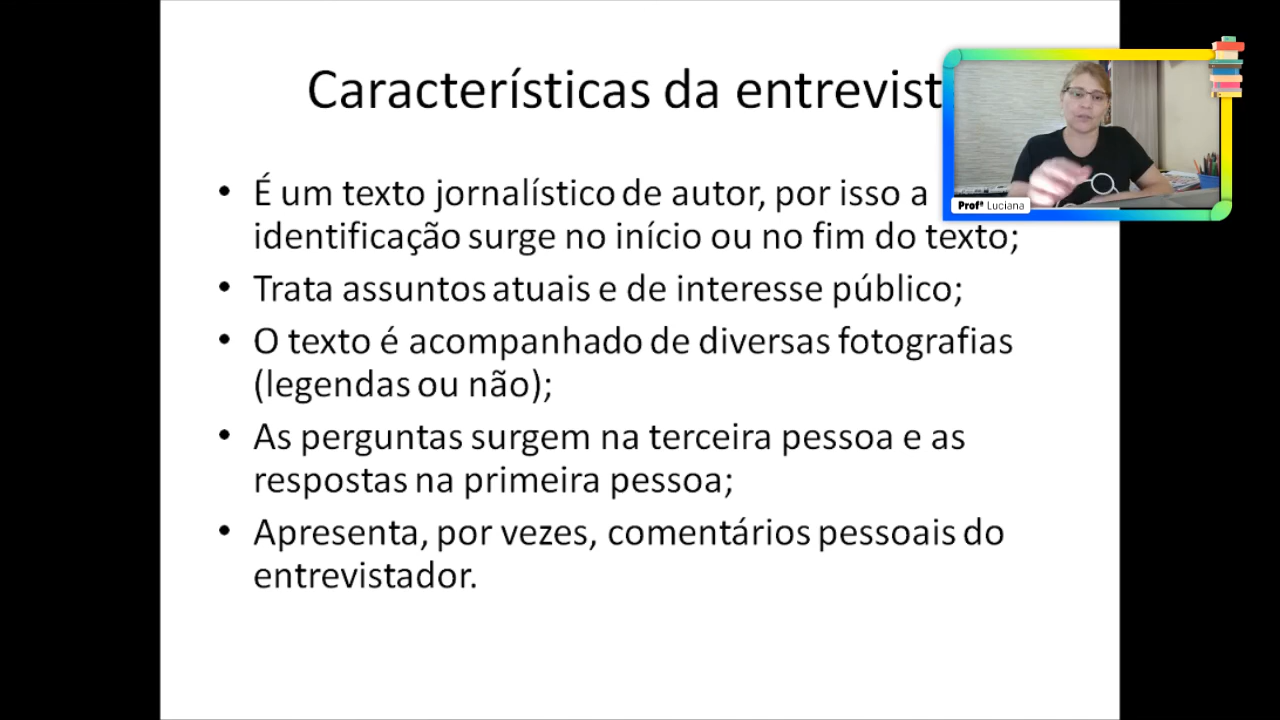 Características da entrevist
É um texto jornalístico de autor, por isso a
identificação surge no início ou no fim do texto;
Trata assuntos atuais e de interesse público;
O texto é acompanhado de diversas fotografias
(legendas ou não);
As perguntas surgem na terceira pessoa e as
respostas na primeira pessoa;
Apresenta, por vezes, comentários pessoais do
entrevistador.
Profª Luciana